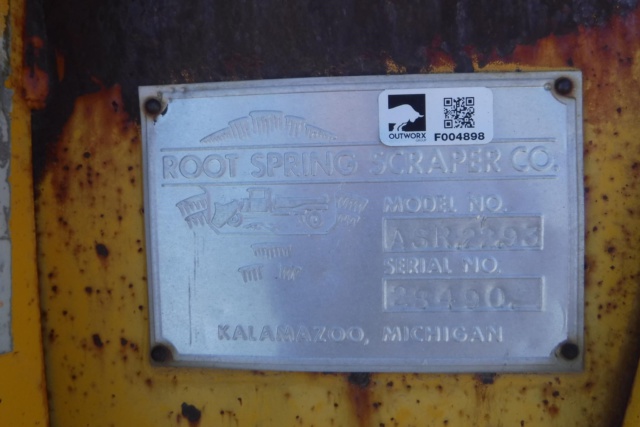 OUTWORX
F004898
ROOT SPRING SCRAPER CO.
MODEL NO.
SERIAL NO.
KALAMAZOO, MICHIGAN